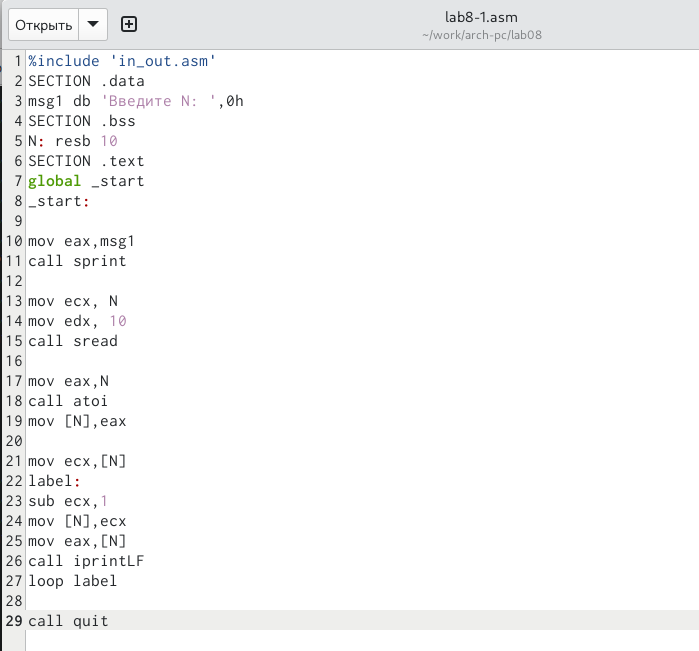 Открыть
lab8-1.asm
~/work/arch-pc/lab08
1 %include 'in_out.asm'
2 SECTION .data
3 msg1 db 'Введите N: ',0h
4 SECTION .bss
5 N: resb 10
6 SECTION .text
7 global _start
8 _start:
9
10 mov eax,msg1
11 call sprint
12
13 mov ecx, N
14 mov edx, 10
15 call sread
16
17 mov eax,N
18 call atoi
19 mov [N],eax
20
21 mov ecx,[N]
22 label:
23 sub ecx,1
24 mov [N],ecx
25 mov eax,[N]
26 call iprintLF
27 loop label
28
29 call quit